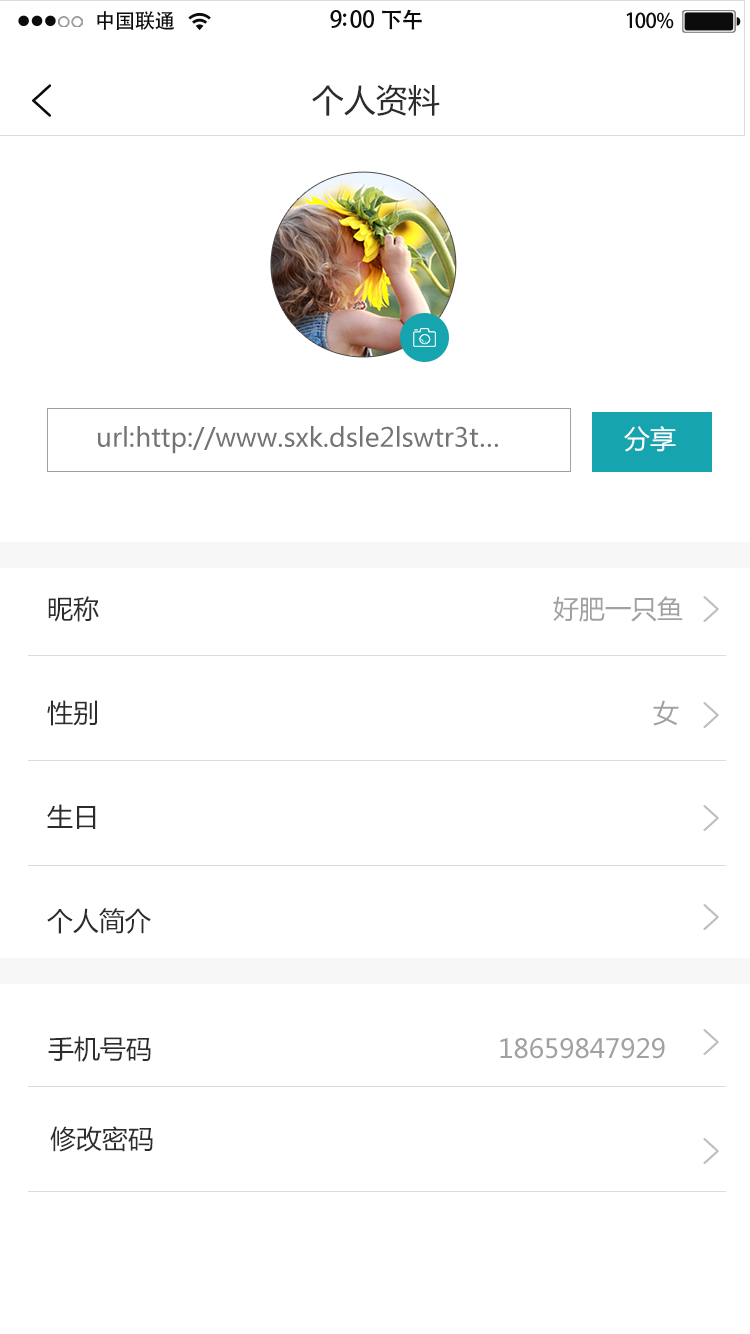 中国联通 9:00 下午 100%
个人资料
url:http://www.sxk.dsle2lswtr3t... 分享
昵称 好肥一只鱼
性别 女
生日
个人简介
手机号码 18659847929
修改密码